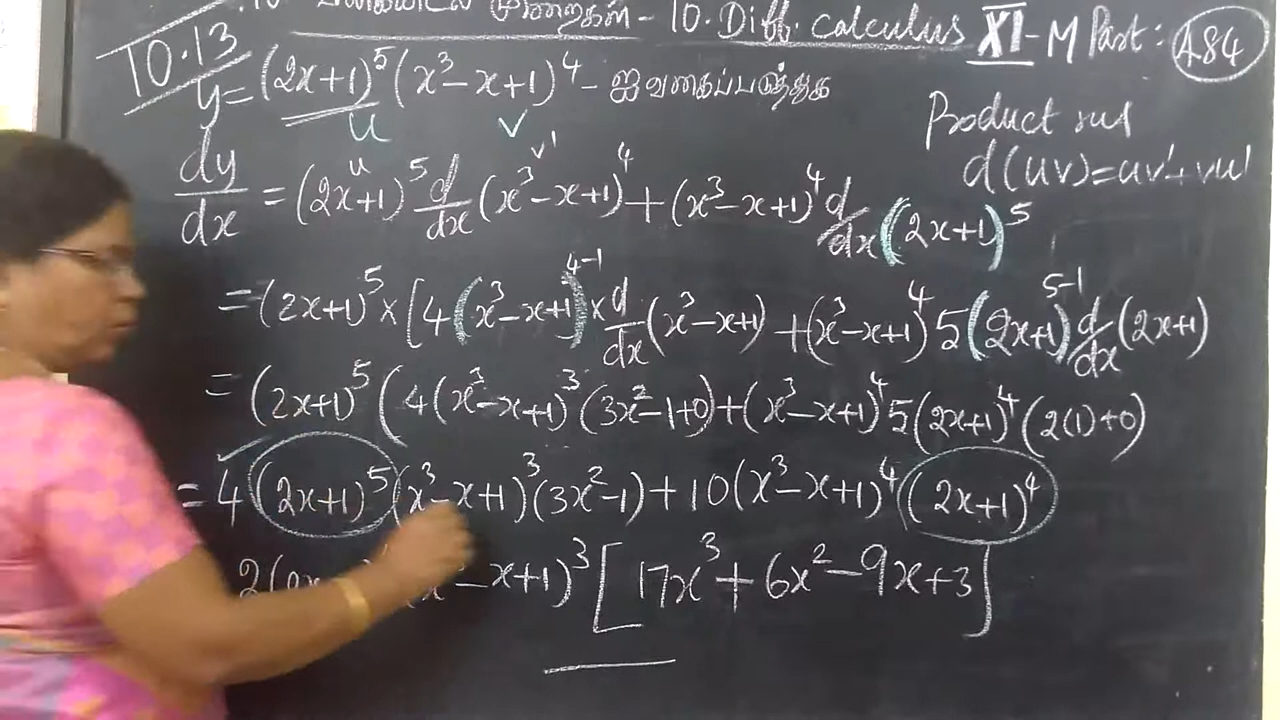 முறைகள் - 10. Diff. calculus XI - M Part : 484
10.13
y = (2x+1)^5 (x^3 - x + 1)^4 - ஐ வகைப்படுத்துக
u v
Product rul
d(uv) = uv' + vu'
u v'
dy/dx = (2x+1)^5 d/dx (x^3 - x + 1)^4 + (x^3 - x + 1)^4 d/dx (2x+1)^5
= (2x+1)^5 × [4 (x^3 - x + 1)^{4-1} × d/dx (x^3 - x + 1) + (x^3 - x + 1)^4 5 (2x+1)^{5-1} d/dx (2x+1)
= (2x+1)^5 (4 (x^3 - x + 1)^3 (3x^2 - 1 + 0) + (x^3 - x + 1)^4 5 (2x+1)^4 (2(1) + 0)
= 4 (2x+1)^5 (x^3 - x + 1)^3 (3x^2 - 1) + 10 (x^3 - x + 1)^4 (2x+1)^4
2(2x - x + 1)^3 [17x^3 + 6x^2 - 9x + 3]